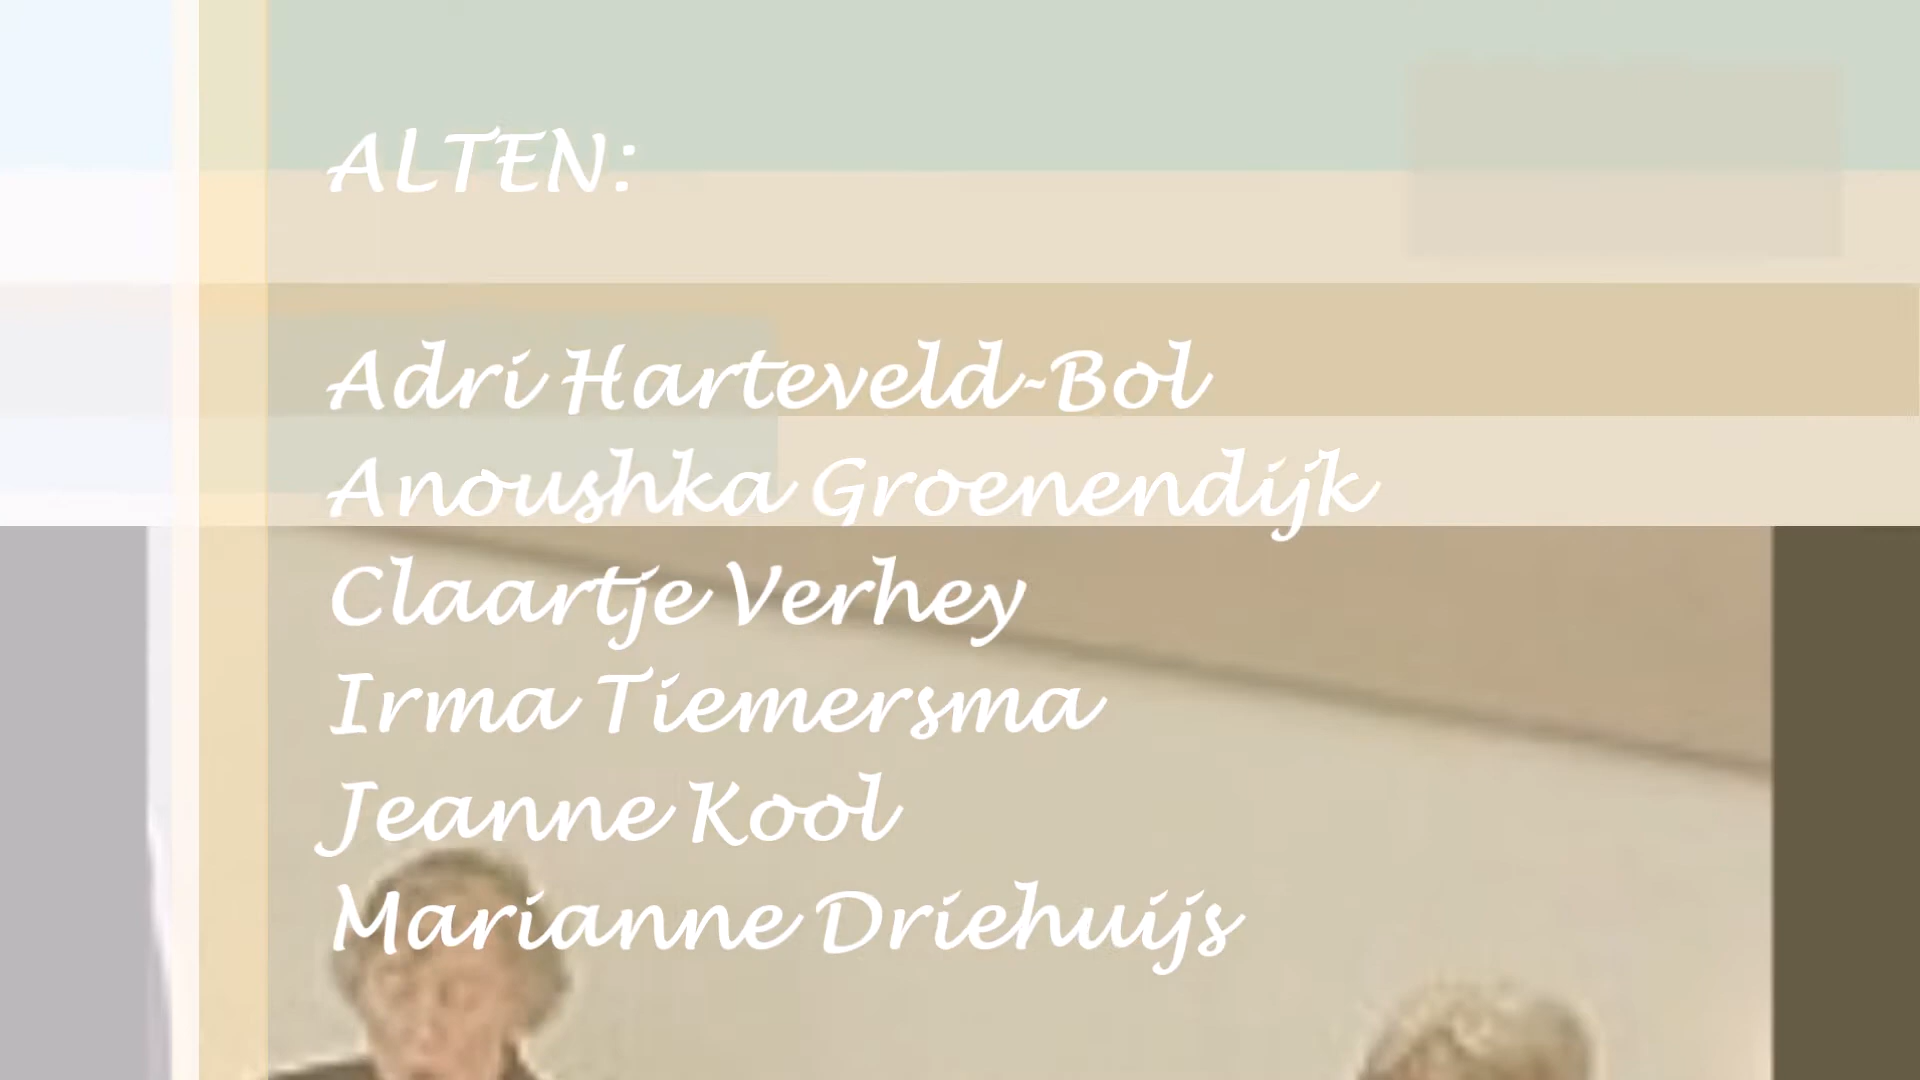 ALTEN:
Adri Harteveld-Bol
Anoushka Groenendijk
Claartje Verhey
Irma Tiemersma
Jeanne Kool
Marianne Driehuijs